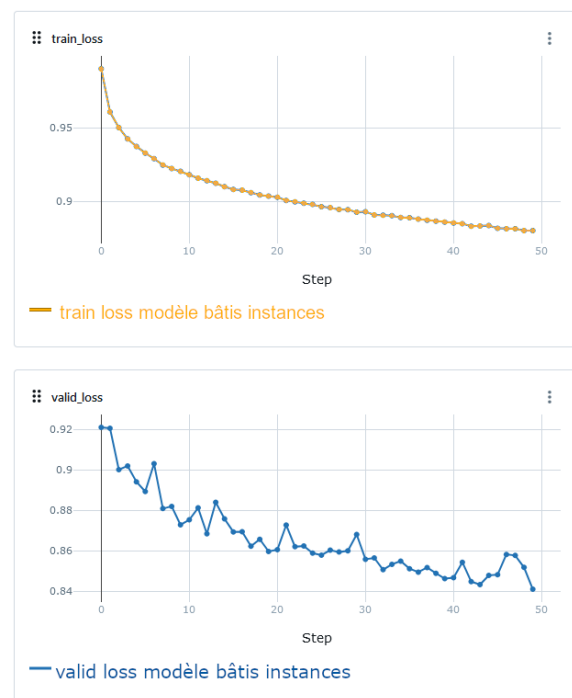 train_loss
0.95
0.9
0 10 20 30 40 50
Step
train loss modèle bâtis instances
valid_loss
0.92
0.9
0.88
0.86
0.84
0 10 20 30 40 50
Step
valid loss modèle bâtis instances